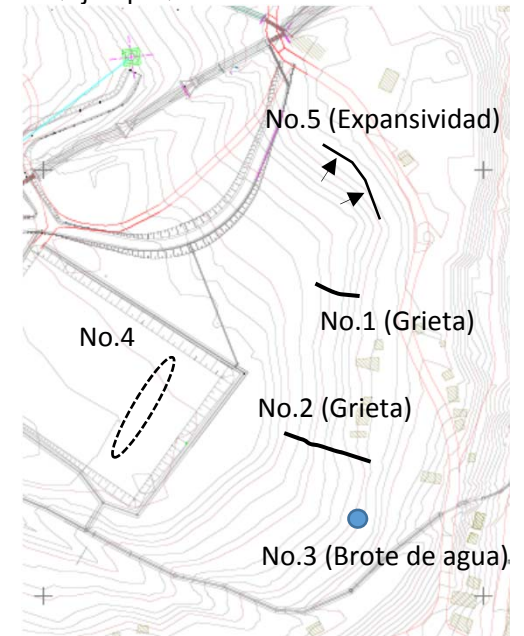 No.5 (Expansividad)
No.1 (Grieta)
No.4
No.2 (Grieta)
No.3 (Brote de agua)